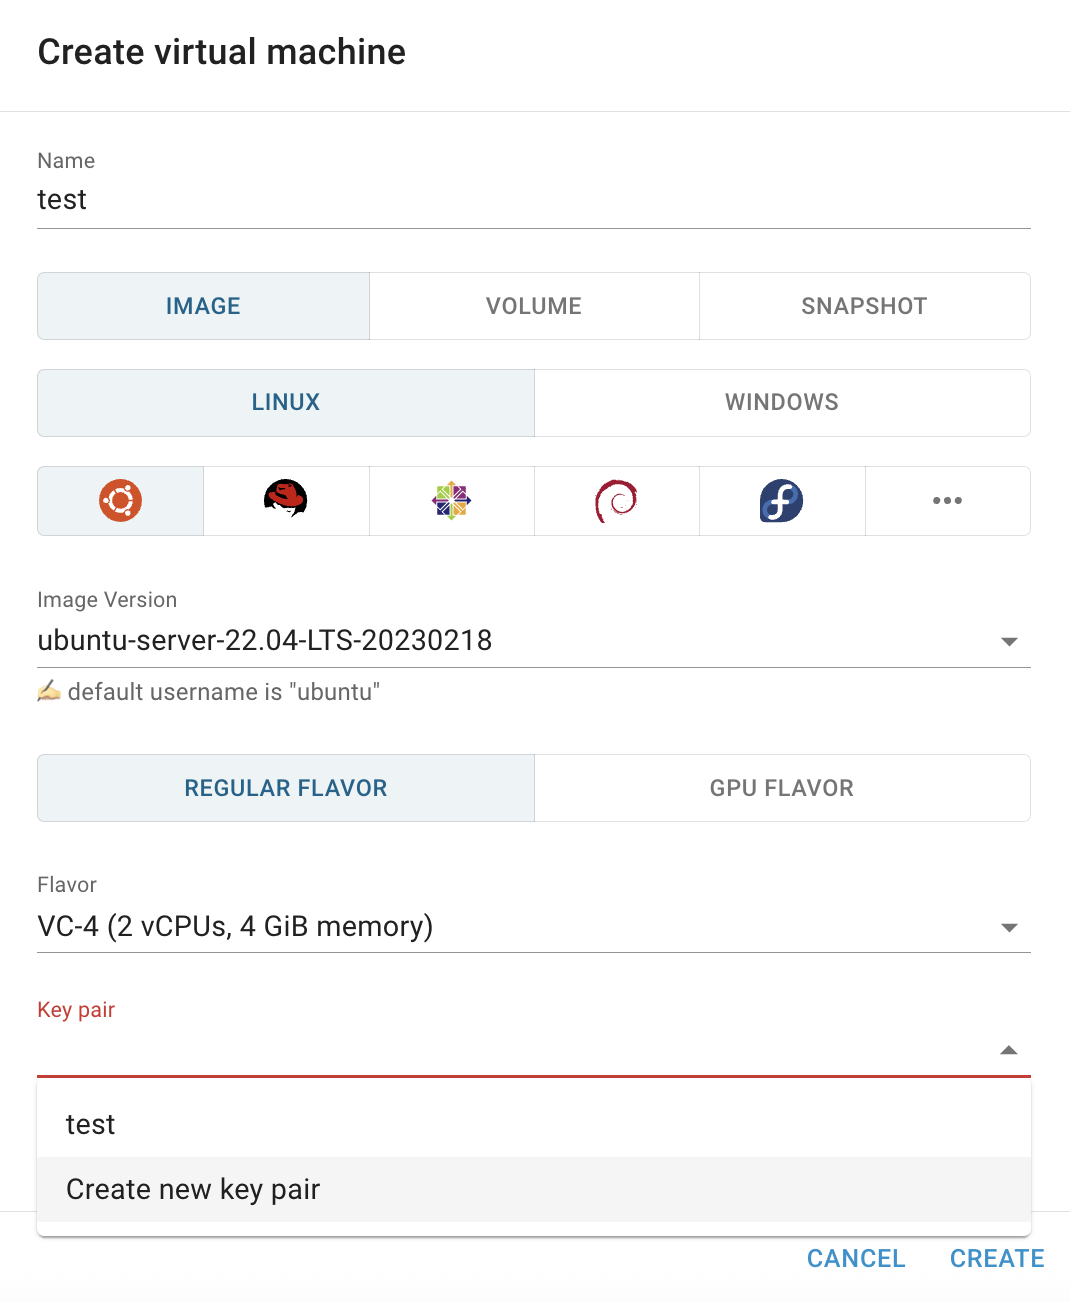 Create virtual machine
Name
test
IMAGE
VOLUME
SNAPSHOT
LINUX
WINDOWS
Image Version
ubuntu-server-22.04-LTS-20230218
✍️ default username is "ubuntu"
REGULAR FLAVOR
GPU FLAVOR
Flavor
VC-4 (2 vCPUs, 4 GiB memory)
Key pair
test
Create new key pair
CANCEL
CREATE